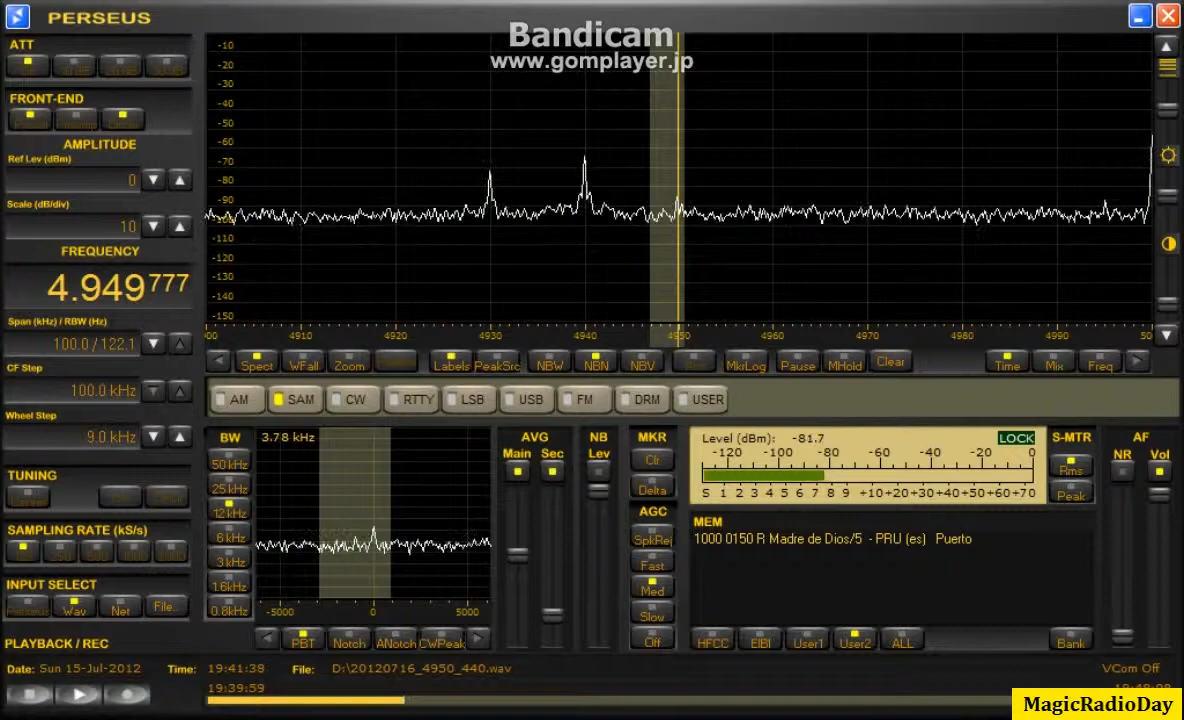 PERSEUS
Bandicam
www.gomplayer.jp
ATT
FRONT-END
AMPLITUDE
Ref Lev (dBm)
0
Scale (dB/div)
10
FREQUENCY
4.949777
Span (kHz) / RBW (Hz)
100.0 / 122.1
CF Step
100.0 kHz
Wheel Step
9.0 kHz
TUNING
SAMPLING RATE (kS/s)
INPUT SELECT
Wav Net File..
PLAYBACK / REC
-10
-20
-30
-40
-50
-60
-70
-80
-90
-100
-110
-120
-130
-140
-150
00 4910 4920 4930 4940 4950 4960 4970 4980 4990 50
Spect WFall Zoom Labels PeakSrc NBW NBN NBV MkrLog Pause MHold Clear Time Mix Freq
AM SAM CW RTTY LSB USB FM DRM USER
BW
50 kHz
25 kHz
12 kHz
6 kHz
3 kHz
1.6kHz
0.8kHz
3.78 kHz
-5000 0 5000
PBT Notch ANotch CWPeak
AVG
Main Sec
NB
Lev
MKR
Clr
Delta
AGC
SpkRej
Fast
Med
Slow
Off
Level (dBm): -81.7 LOCK
-120 -100 -80 -60 -40 -20 0
S 1 2 3 4 5 6 7 8 9 +10+20+30+40+50+60+70
S-MTR
Rms
Peak
AF
NR Vol
MEM
1000 0150 R Madre de Dios/5 - PRU (es) Puerto
HFCC EIBI User1 User2 ALL Bank
Date: Sun 15-Jul-2012 Time: 19:41:38 File: D:\20120716_4950_440.wav VCom Off
19:39:59
MagicRadioDay